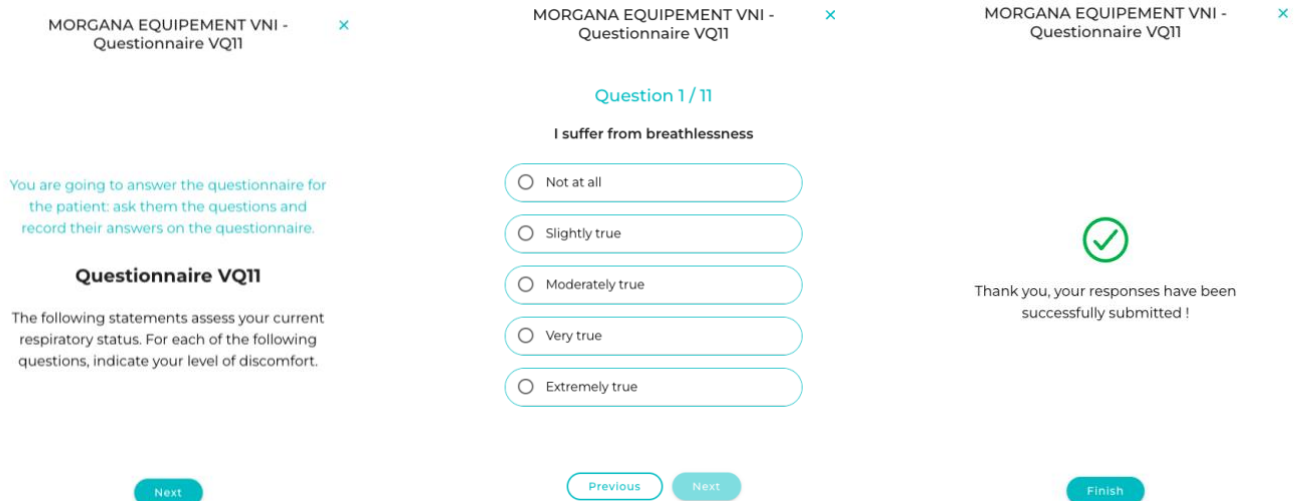 MORGANA EQUIPEMENT VNI -
Questionnaire VQ11
×
You are going to answer the questionnaire for
the patient: ask them the questions and
record their answers on the questionnaire.
Questionnaire VQ11
The following statements assess your current
respiratory status. For each of the following
questions, indicate your level of discomfort.
Next
MORGANA EQUIPEMENT VNI -
Questionnaire VQ11
×
Question 1 / 11
I suffer from breathlessness
Not at all
Slightly true
Moderately true
Very true
Extremely true
Previous
Next
MORGANA EQUIPEMENT VNI -
Questionnaire VQ11
×
Thank you, your responses have been
successfully submitted !
Finish